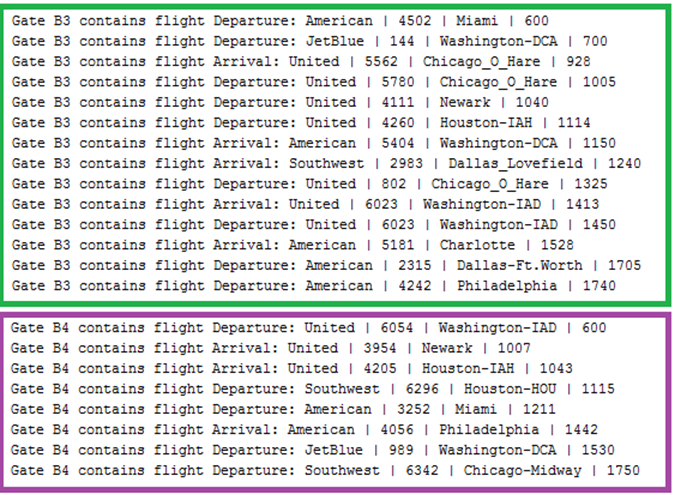 Gate B3 contains flight Departure: American | 4502 | Miami | 600
Gate B3 contains flight Departure: JetBlue | 144 | Washington-DCA | 700
Gate B3 contains flight Arrival: United | 5562 | Chicago_O_Hare | 928
Gate B3 contains flight Departure: United | 5780 | Chicago_O_Hare | 1005
Gate B3 contains flight Departure: United | 4111 | Newark | 1040
Gate B3 contains flight Departure: United | 4260 | Houston-IAH | 1114
Gate B3 contains flight Arrival: American | 5404 | Washington-DCA | 1150
Gate B3 contains flight Arrival: Southwest | 2983 | Dallas_Lovefield | 1240
Gate B3 contains flight Departure: United | 802 | Chicago_O_Hare | 1325
Gate B3 contains flight Arrival: United | 6023 | Washington-IAD | 1413
Gate B3 contains flight Departure: United | 6023 | Washington-IAD | 1450
Gate B3 contains flight Arrival: American | 5181 | Charlotte | 1528
Gate B3 contains flight Departure: American | 2315 | Dallas-Ft.Worth | 1705
Gate B3 contains flight Departure: American | 4242 | Philadelphia | 1740
Gate B4 contains flight Departure: United | 6054 | Washington-IAD | 600
Gate B4 contains flight Arrival: United | 3954 | Newark | 1007
Gate B4 contains flight Arrival: United | 4205 | Houston-IAH | 1043
Gate B4 contains flight Departure: Southwest | 6296 | Houston-HOU | 1115
Gate B4 contains flight Departure: American | 3252 | Miami | 1211
Gate B4 contains flight Arrival: American | 4056 | Philadelphia | 1442
Gate B4 contains flight Departure: JetBlue | 989 | Washington-DCA | 1530
Gate B4 contains flight Departure: Southwest | 6342 | Chicago-Midway | 1750